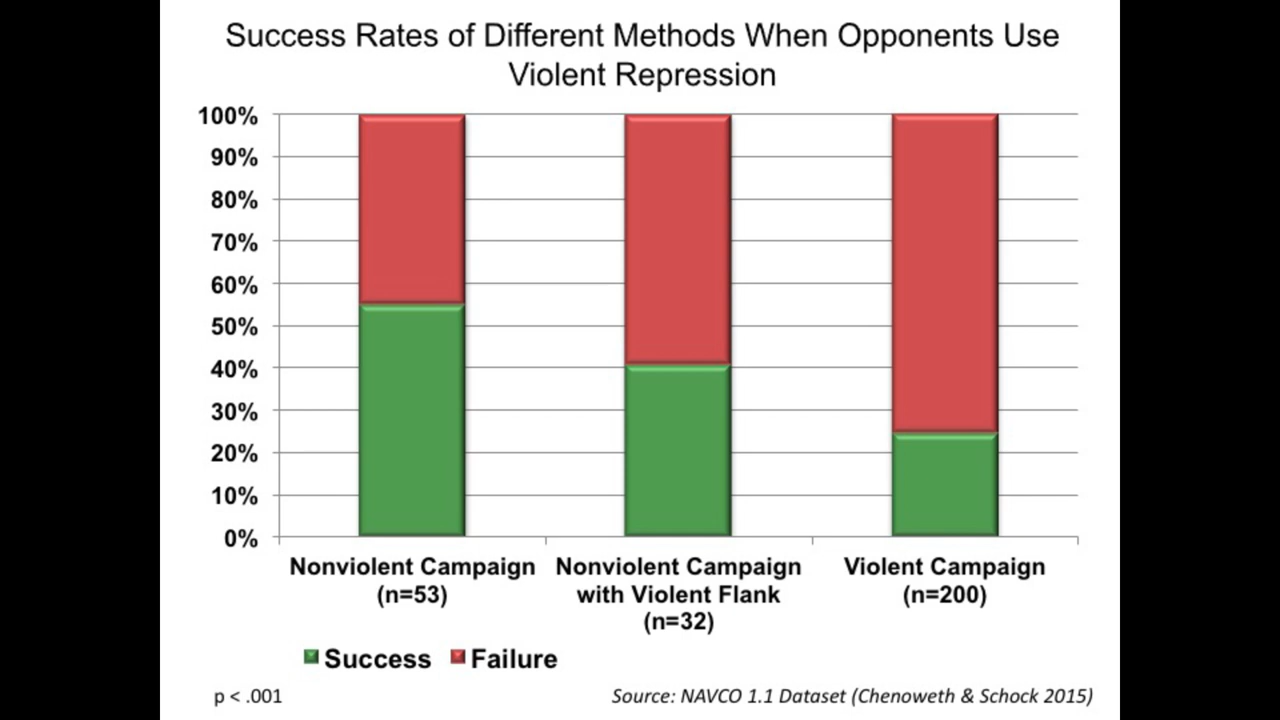 Success Rates of Different Methods When Opponents Use
Violent Repression
100%
90%
80%
70%
60%
50%
40%
30%
20%
10%
0%
Nonviolent Campaign
(n=53)
Nonviolent Campaign
with Violent Flank
(n=32)
Violent Campaign
(n=200)
Success
Failure
p < .001
Source: NAVCO 1.1 Dataset (Chenoweth & Schock 2015)